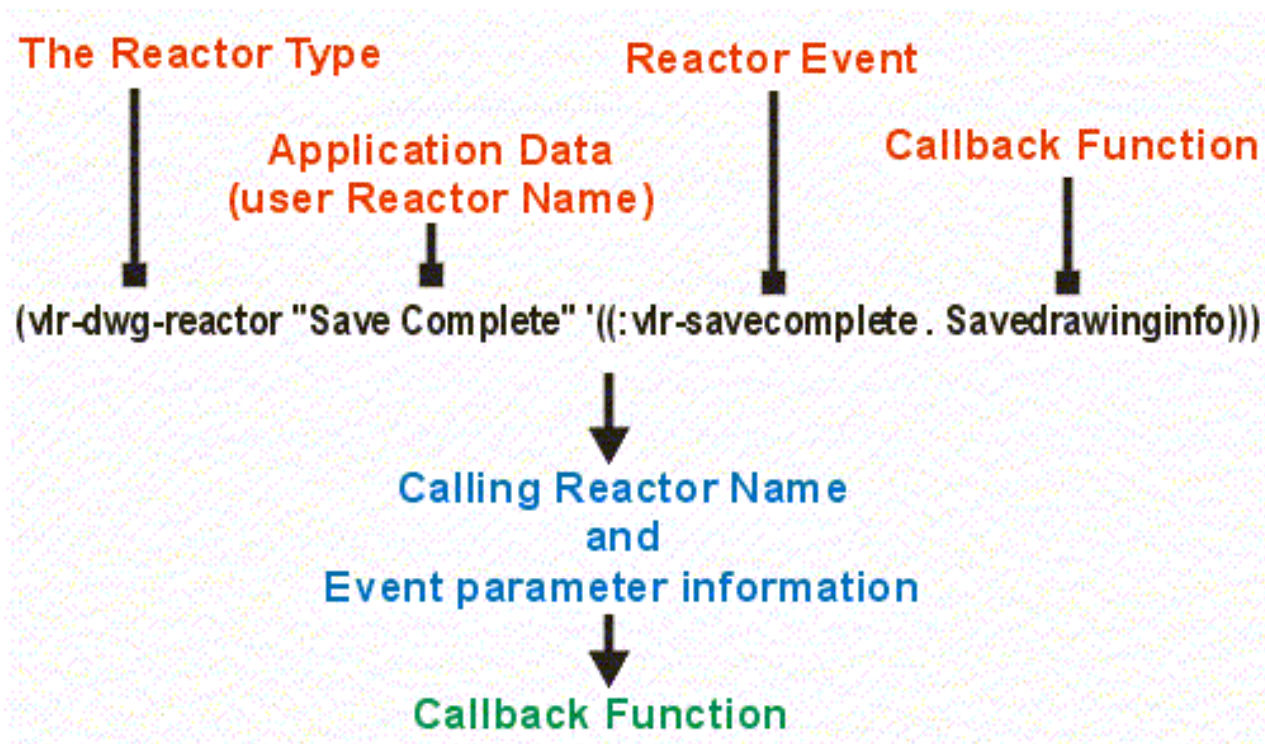 The Reactor Type
Reactor Event
Application Data
(user Reactor Name)
Callback Function
(vlr-dwg-reactor "Save Complete" '((:vlr-savecomplete . Savedrawinginfo)))
Calling Reactor Name
and
Event parameter information
Callback Function